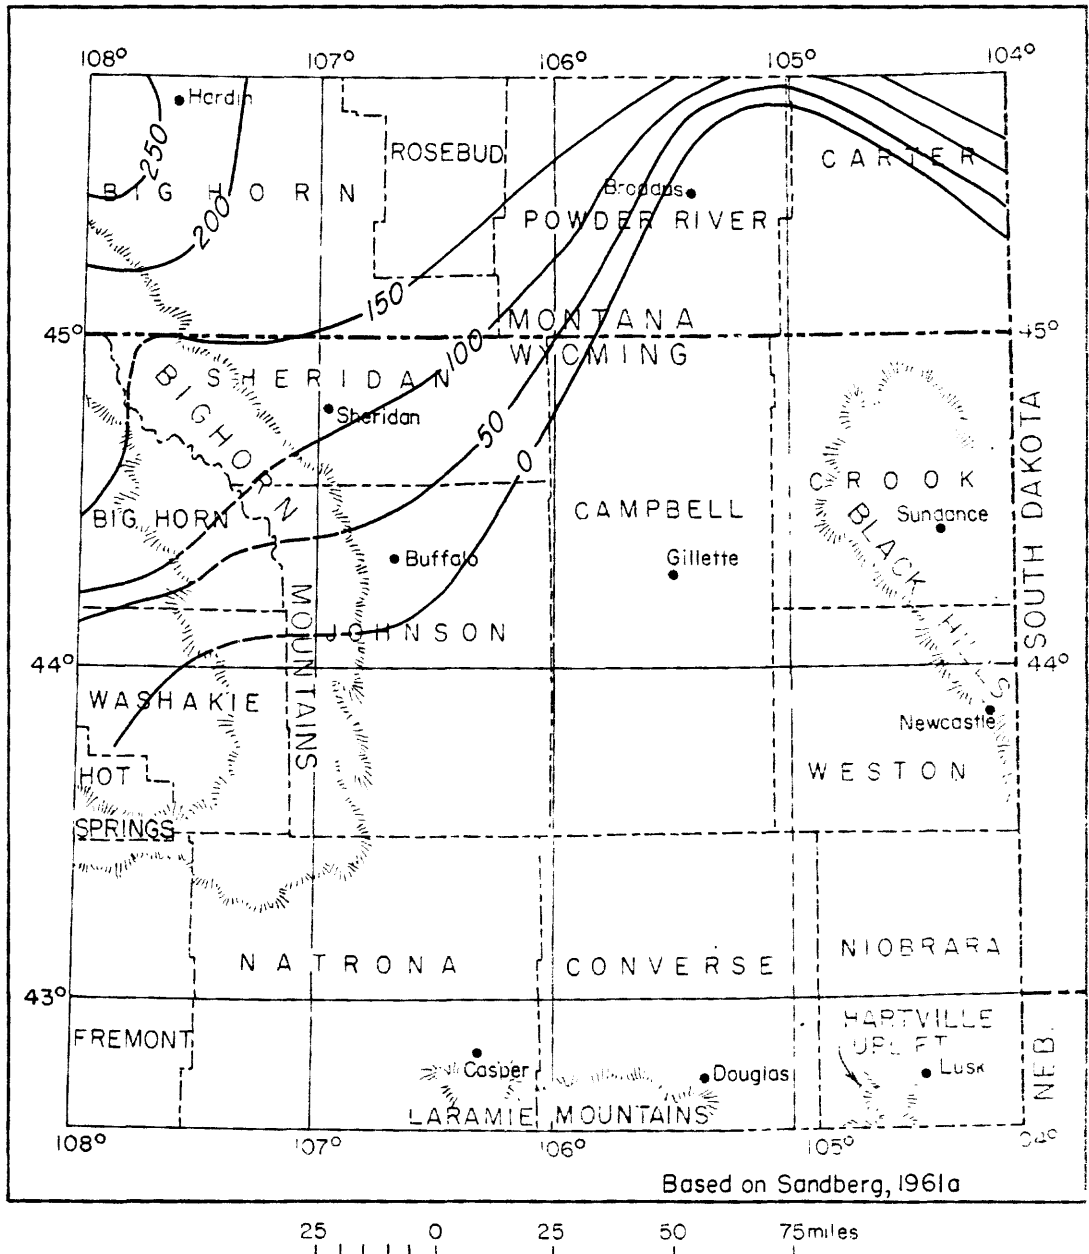 108° 107° 106° 105° 104°
Hardin
250
ROSEBUD
CARTER
BIG HORN
Broadus
200
POWDER RIVER
150
MONTANA
45° 45°
100
WYOMING
SHERIDAN
BIGHORN
Sheridan
50
0
SOUTH DAKOTA
CROOK
BIG HORN
CAMPBELL
Sundance
BLACK HILLS
Buffalo
Gillette
MOUNTAINS
JOHNSON
44° 44°
WASHAKIE
Newcastle
HOT
WESTON
SPRINGS
NATRONA
CONVERSE
NIOBRARA
43°
FREMONT
HARTVILLE
UPLIFT
NEB.
Casper
Douglas
Lusk
LARAMIE MOUNTAINS
108° 107° 106° 105° 104°
Based on Sandberg, 1961a
25 0 25 50 75 miles